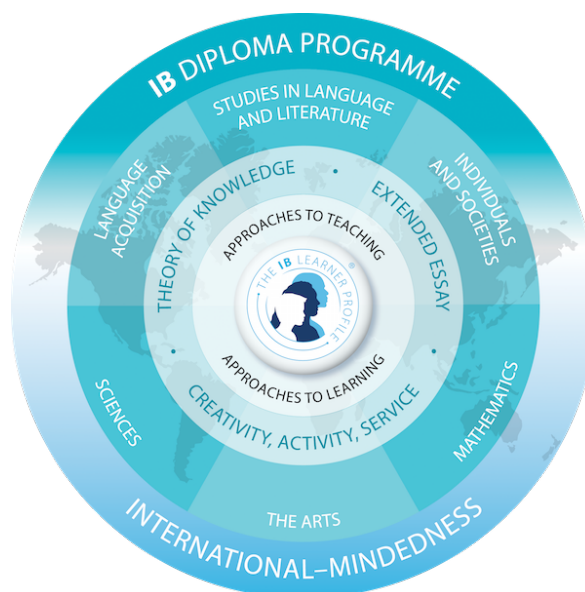 IB DIPLOMA PROGRAMME
STUDIES IN LANGUAGE
AND LITERATURE
LANGUAGE
ACQUISITION
INDIVIDUALS
AND SOCIETIES
THEORY OF KNOWLEDGE
•
EXTENDED ESSAY
•
•
APPROACHES TO TEACHING
THE IB LEARNER PROFILE
®
APPROACHES TO LEARNING
CREATIVITY, ACTIVITY, SERVICE
SCIENCES
MATHEMATICS
THE ARTS
INTERNATIONAL–MINDEDNESS